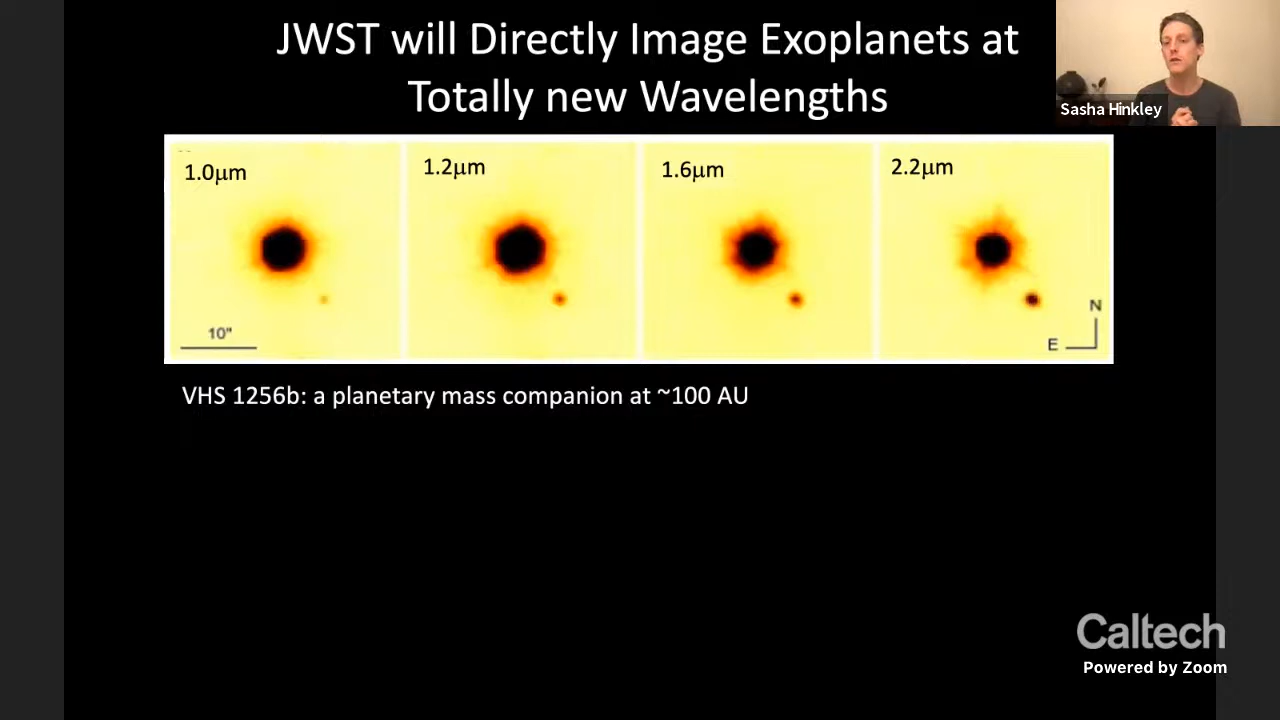 JWST will Directly Image Exoplanets at
Totally new Wavelengths
Sasha Hinkley
1.0μm
1.2μm
1.6μm
2.2μm
10"
N
E
VHS 1256b: a planetary mass companion at ~100 AU
Caltech
Powered by Zoom